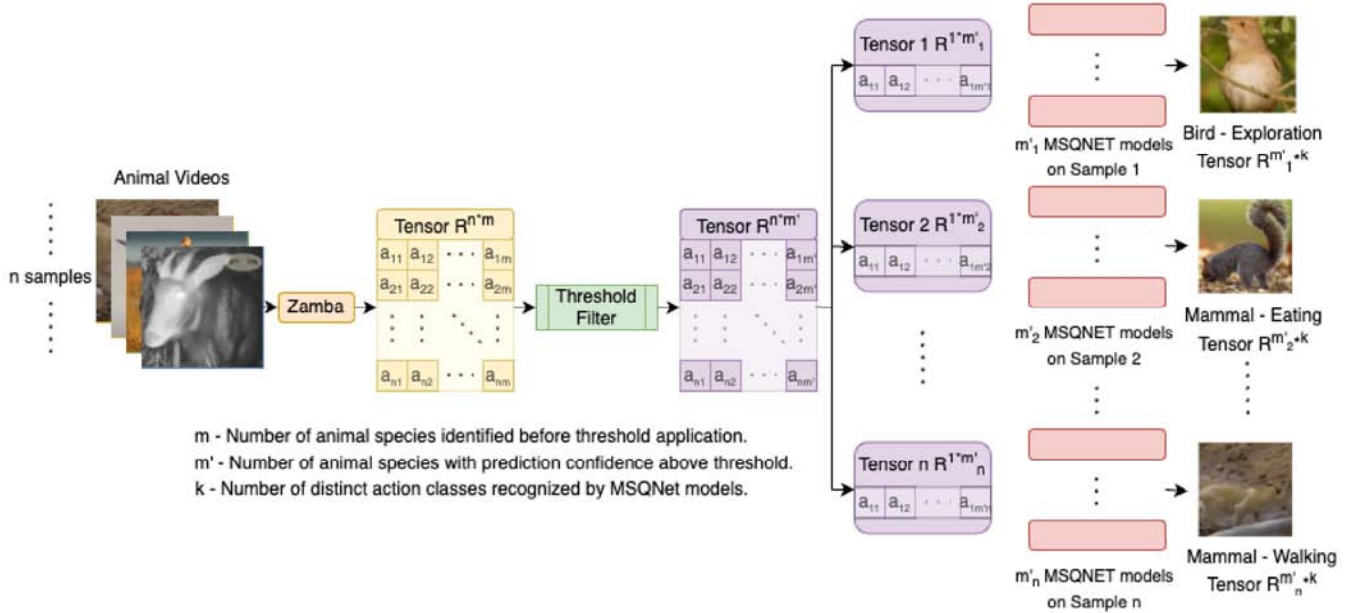 Animal Videos
n samples
Zamba
Tensor R^n*m
a11 a12 · · · a1m
a21 a22 · · · a2m
an1 an2 · · · anm
Threshold
Filter
Tensor R^n*m'
a11 a12 · · · a1m'
a21 a22 · · · a2m'
an1 an2 · · · anm'
m - Number of animal species identified before threshold application.
m' - Number of animal species with prediction confidence above threshold.
k - Number of distinct action classes recognized by MSQNet models.
Tensor 1 R^1*m'1
a11 a12 · · · a1m'1
m'1 MSQNET models
on Sample 1
Bird - Exploration
Tensor R^m'1*k
Tensor 2 R^1*m'2
a11 a12 · · · a1m'2
m'2 MSQNET models
on Sample 2
Mammal - Eating
Tensor R^m'2*k
Tensor n R^1*m'n
a11 a12 · · · a1m'n
m'n MSQNET models
on Sample n
Mammal - Walking
Tensor R^m'n*k